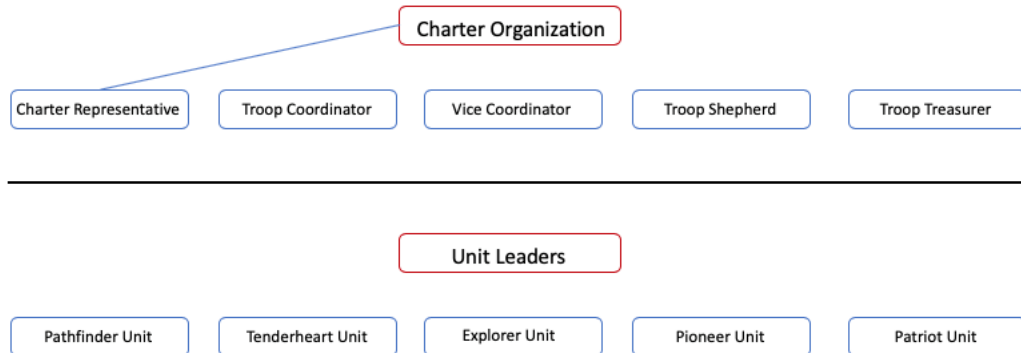 Charter Organization
Charter Representative
Troop Coordinator
Vice Coordinator
Troop Shepherd
Troop Treasurer
Unit Leaders
Pathfinder Unit
Tenderheart Unit
Explorer Unit
Pioneer Unit
Patriot Unit